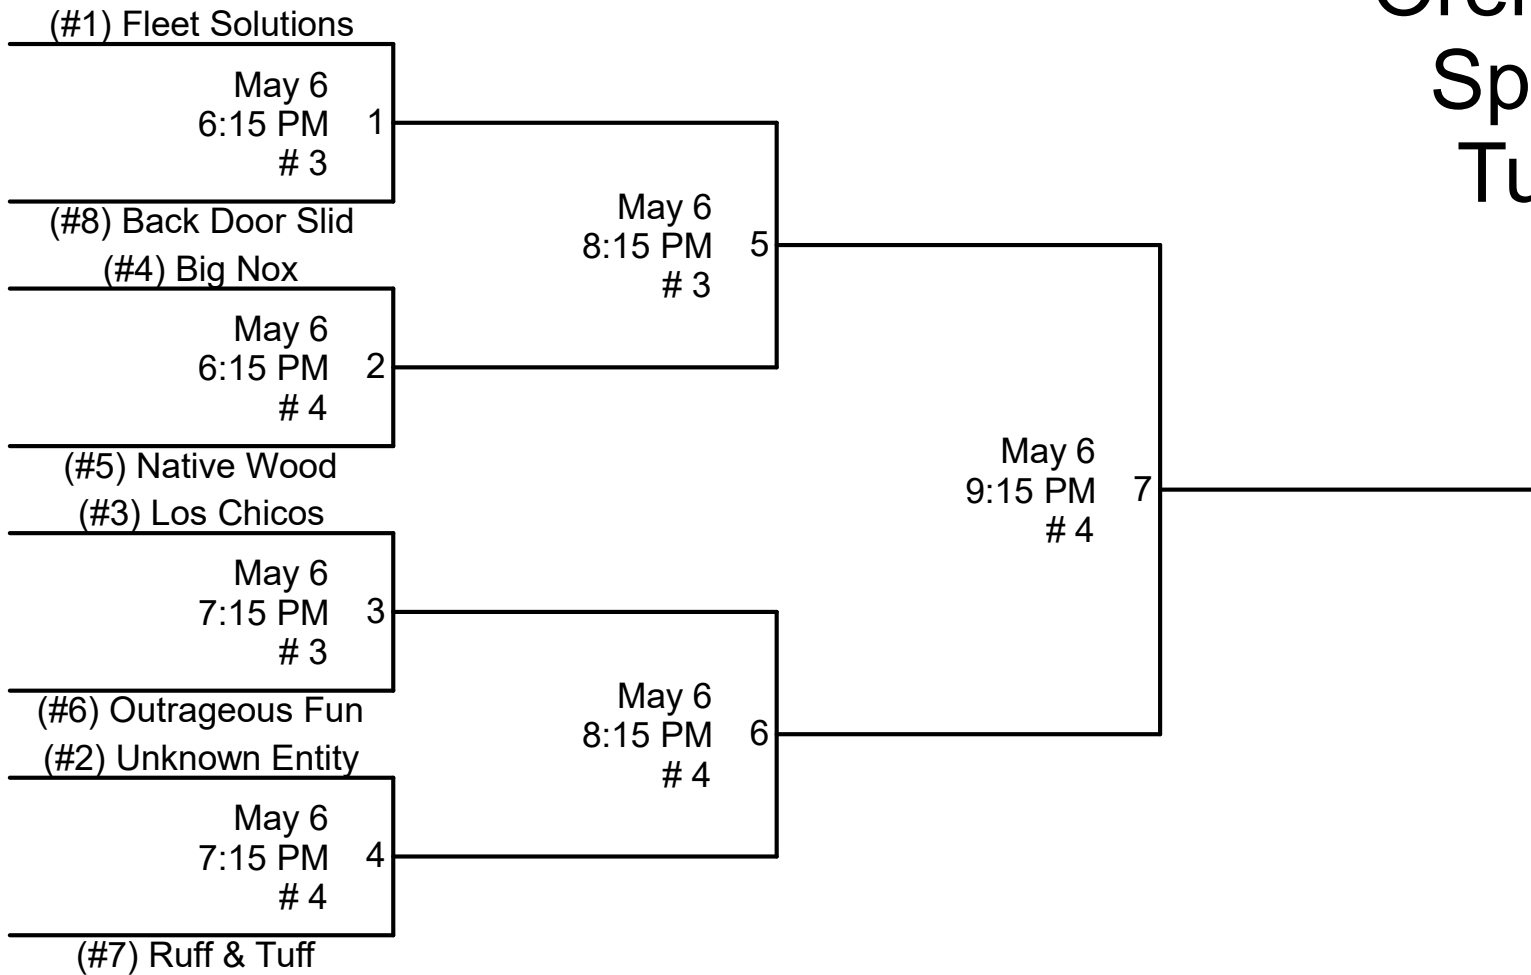 (#1) Fleet Solutions
May 6
6:15 PM 1
# 3
(#8) Back Door Slid
(#4) Big Nox
May 6
6:15 PM 2
# 4
(#5) Native Wood
(#3) Los Chicos
May 6
7:15 PM 3
# 3
(#6) Outrageous Fun
(#2) Unknown Entity
May 6
7:15 PM 4
# 4
(#7) Ruff & Tuff
May 6
8:15 PM 5
# 3
May 6
8:15 PM 6
# 4
May 6
9:15 PM 7
# 4
Sp
Tu